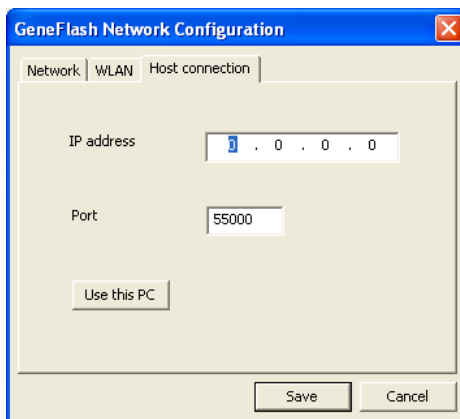 GeneFlash Network Configuration
Network WLAN Host connection
IP address 0 . 0 . 0 . 0
Port 55000
Use this PC
Save Cancel